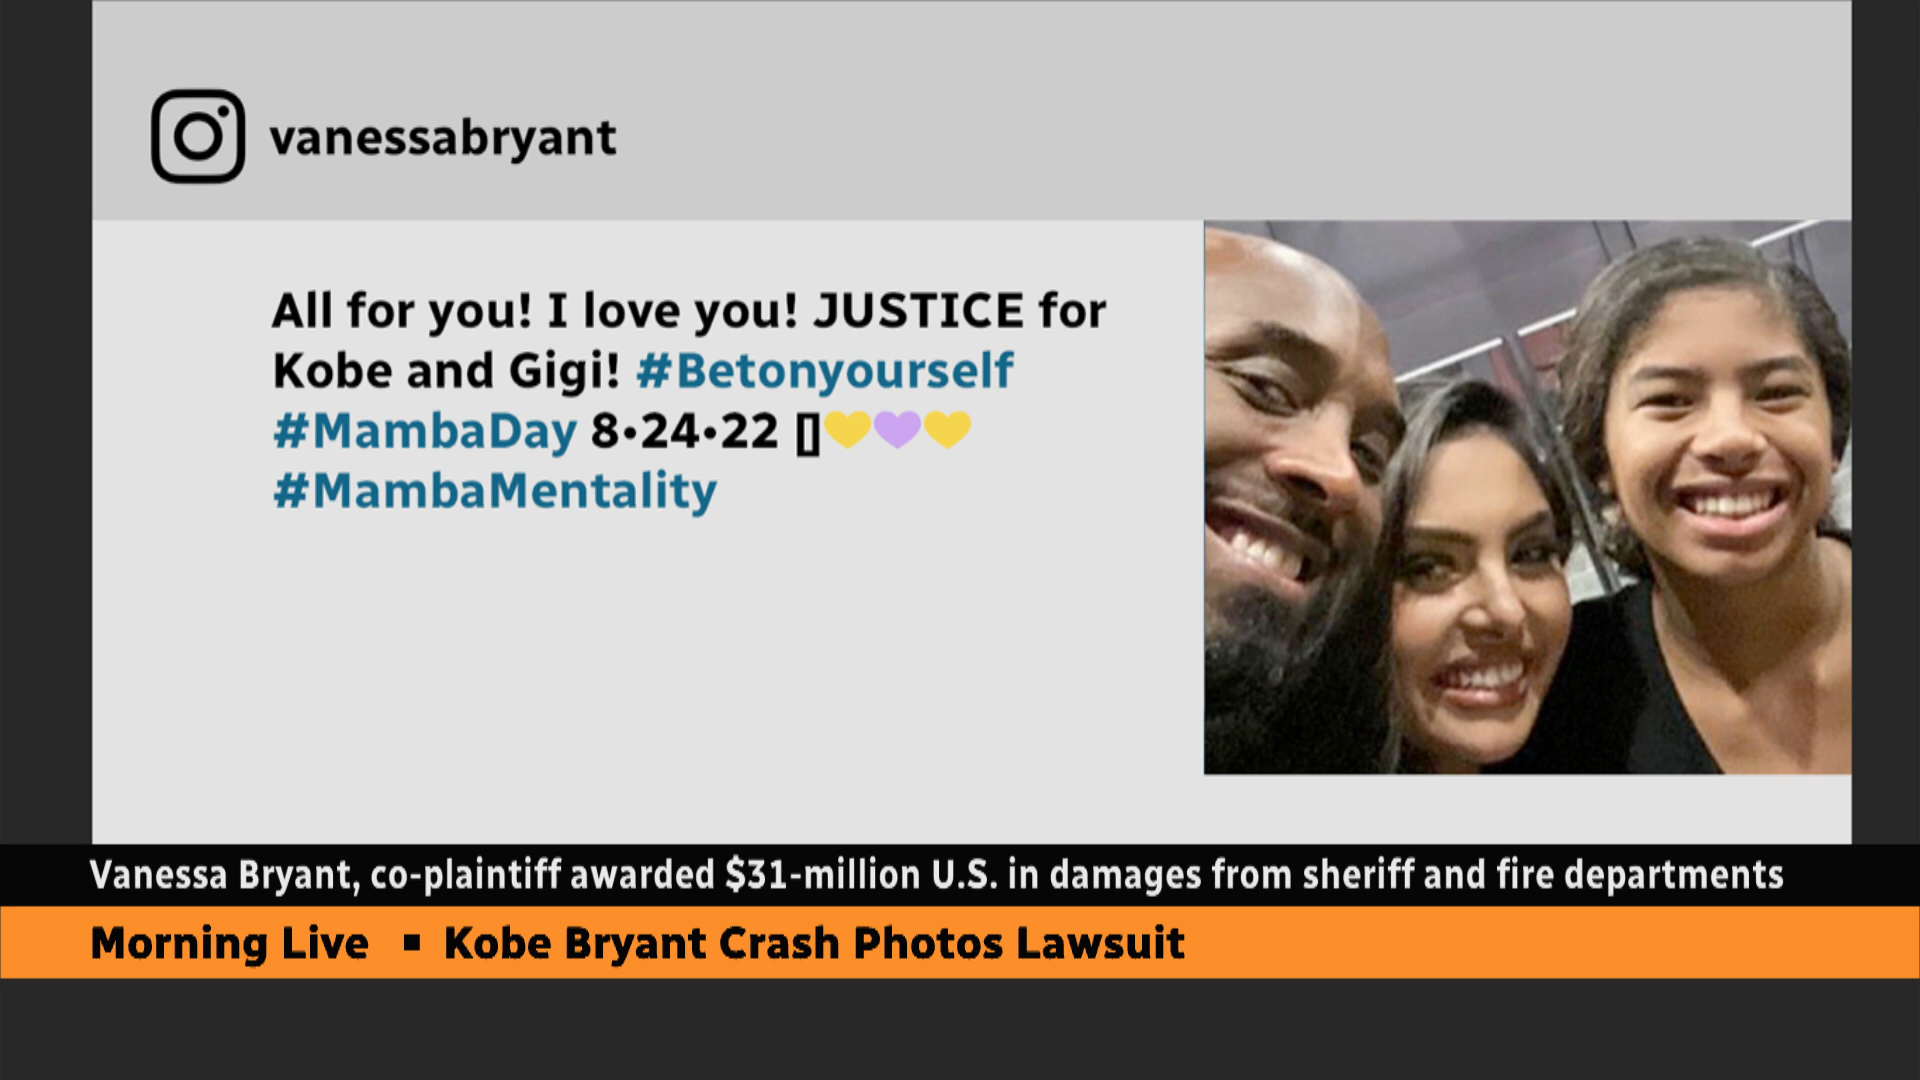 vanessabryant
All for you! I love you! JUSTICE for
Kobe and Gigi! #Betonyourself
#MambaDay 8•24•22 💛💜💛
#MambaMentality
Vanessa Bryant, co-plaintiff awarded $31-million U.S. in damages from sheriff and fire departments
Morning Live ▪ Kobe Bryant Crash Photos Lawsuit